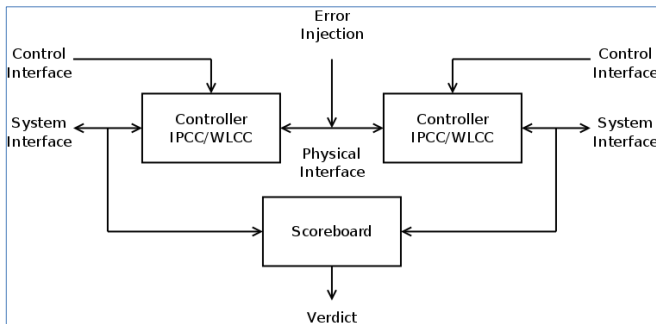 Error
Injection
Control
Interface
Control
Interface
System
Interface
Controller
IPCC/WLCC
Physical
Interface
Controller
IPCC/WLCC
System
Interface
Scoreboard
Verdict